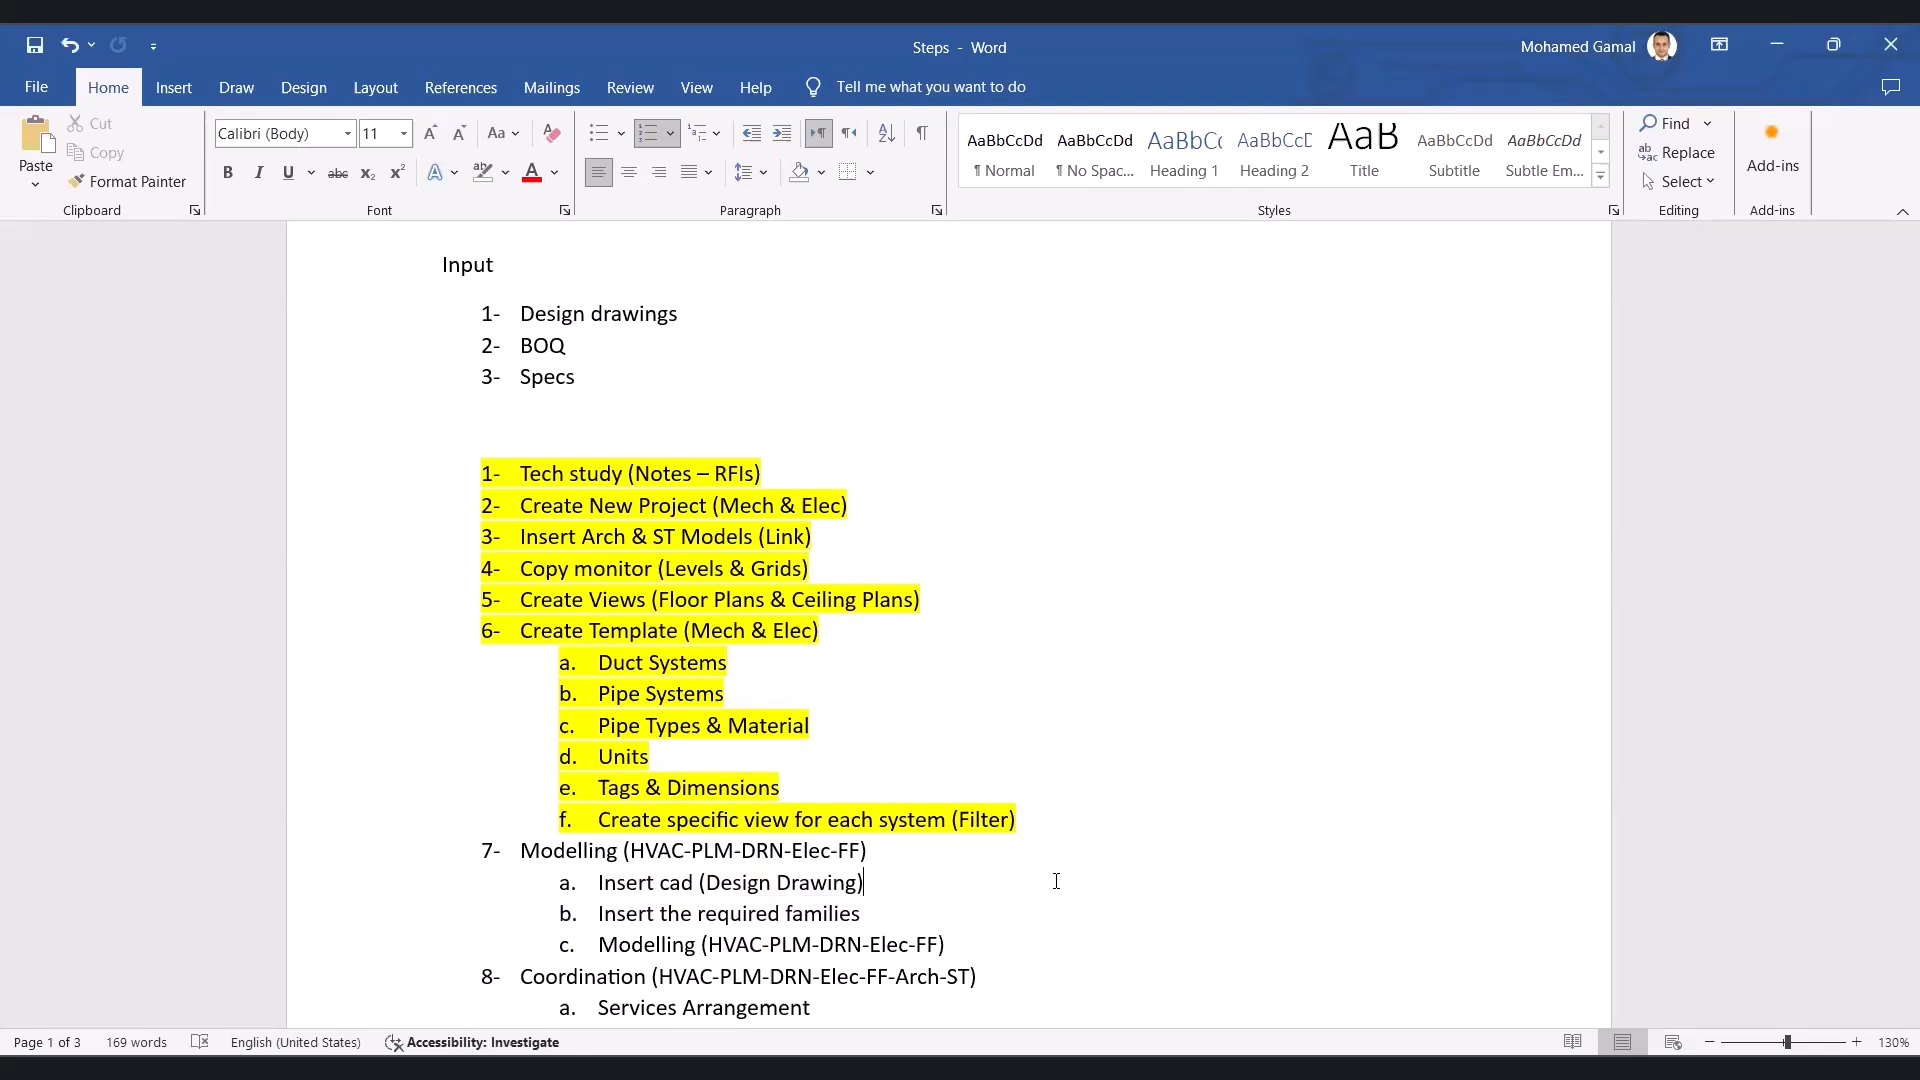 Steps - Word
Mohamed Gamal
File Home Insert Draw Design Layout References Mailings Review View Help Tell me what you want to do
Paste
Cut
Copy
Format Painter
Clipboard
Calibri (Body) 11 Aa
B I U abc x₂ x² A ab A
Font
Paragraph
AaBbCcDd AaBbCcDd AaBbCc AaBbCcD AaB AaBbCcDd AaBbCcDd
¶ Normal ¶ No Spac... Heading 1 Heading 2 Title Subtitle Subtle Em...
Styles
Find
Replace
Select
Editing
Add-ins
Add-ins
Input
1- Design drawings
2- BOQ
3- Specs
1- Tech study (Notes – RFIs)
2- Create New Project (Mech & Elec)
3- Insert Arch & ST Models (Link)
4- Copy monitor (Levels & Grids)
5- Create Views (Floor Plans & Ceiling Plans)
6- Create Template (Mech & Elec)
a. Duct Systems
b. Pipe Systems
c. Pipe Types & Material
d. Units
e. Tags & Dimensions
f. Create specific view for each system (Filter)
7- Modelling (HVAC-PLM-DRN-Elec-FF)
a. Insert cad (Design Drawing)
b. Insert the required families
c. Modelling (HVAC-PLM-DRN-Elec-FF)
8- Coordination (HVAC-PLM-DRN-Elec-FF-Arch-ST)
a. Services Arrangement
Page 1 of 3 169 words English (United States) Accessibility: Investigate 130%